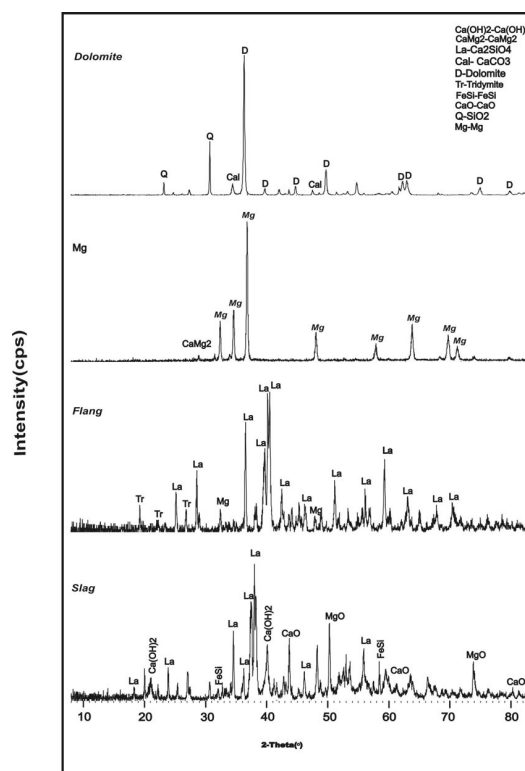 Ca(OH)2-Ca(OH)
CaMg2-CaMg2
La-Ca2SiO4
Cal- CaCO3
D-Dolomite
Tr-Tridymite
FeSi-FeSi
CaO-CaO
Q-SiO2
Mg-Mg
Dolomite
Q
Q
Cal
D
D
D
Cal
D
D
D
D
D
Mg
CaMg2
Mg
Mg
Mg
Mg
Mg
Mg
Mg
Mg
Flang
Tr
Tr
La
Tr
La
Mg
La
La
La
La
La
La
Mg
La
La
La
La
La
La
Slag
La
Ca(OH)2
La
FeSi
La
La
La
La
Ca(OH)2
CaO
La
MgO
La
FeSi
CaO
MgO
CaO
10 20 30 40 50 60 70 80
2-Theta(°)
Intensity(cps)